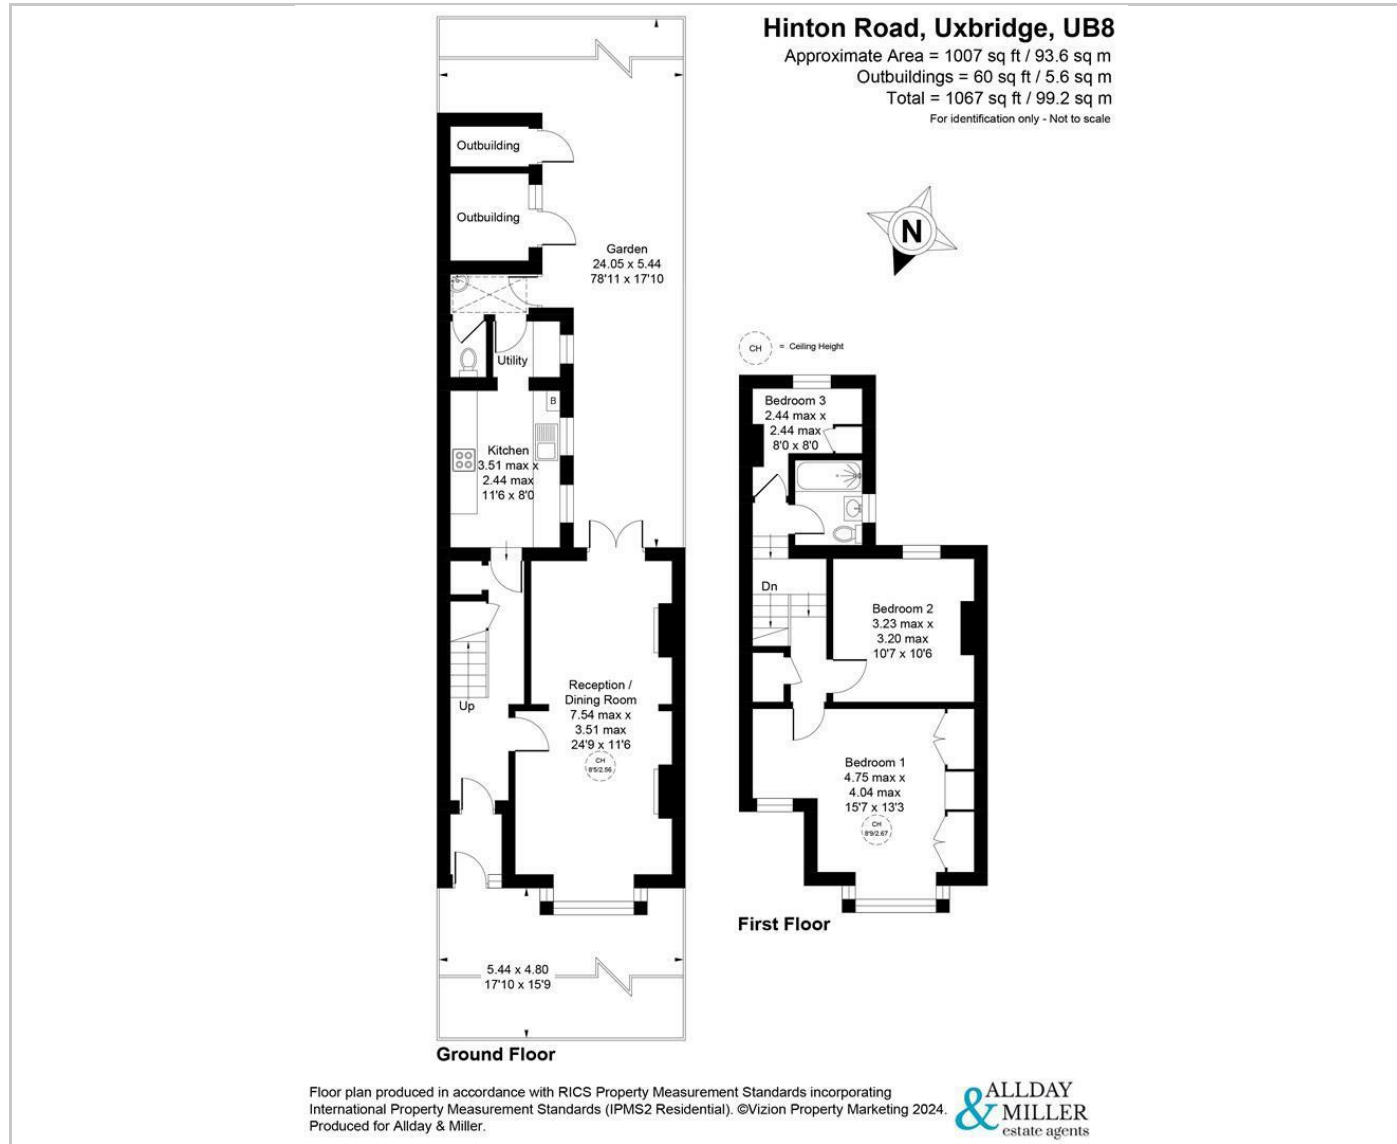 Hinton Road, Uxbridge, UB8
Approximate Area = 1007 sq ft / 93.6 sq m
Outbuildings = 60 sq ft / 5.6 sq m
Total = 1067 sq ft / 99.2 sq m
For identification only - Not to scale
N
Outbuilding
Outbuilding
Garden
24.05 x 5.44
78'11 x 17'10
Utility
B
Kitchen
3.51 max x
2.44 max
11'6 x 8'0
Up
Reception /
Dining Room
7.54 max x
3.51 max
24'9 x 11'6
CH
8'5/2.56
5.44 x 4.80
17'10 x 15'9
Ground Floor
CH
= Ceiling Height
Bedroom 3
2.44 max x
2.44 max
8'0 x 8'0
Dn
Bedroom 2
3.23 max x
3.20 max
10'7 x 10'6
Bedroom 1
4.75 max x
4.04 max
15'7 x 13'3
CH
8'9/2.67
First Floor
Floor plan produced in accordance with RICS Property Measurement Standards incorporating
International Property Measurement Standards (IPMS2 Residential). ©Vizion Property Marketing 2024.
Produced for Allday & Miller.
ALLDAY
& MILLER
estate agents